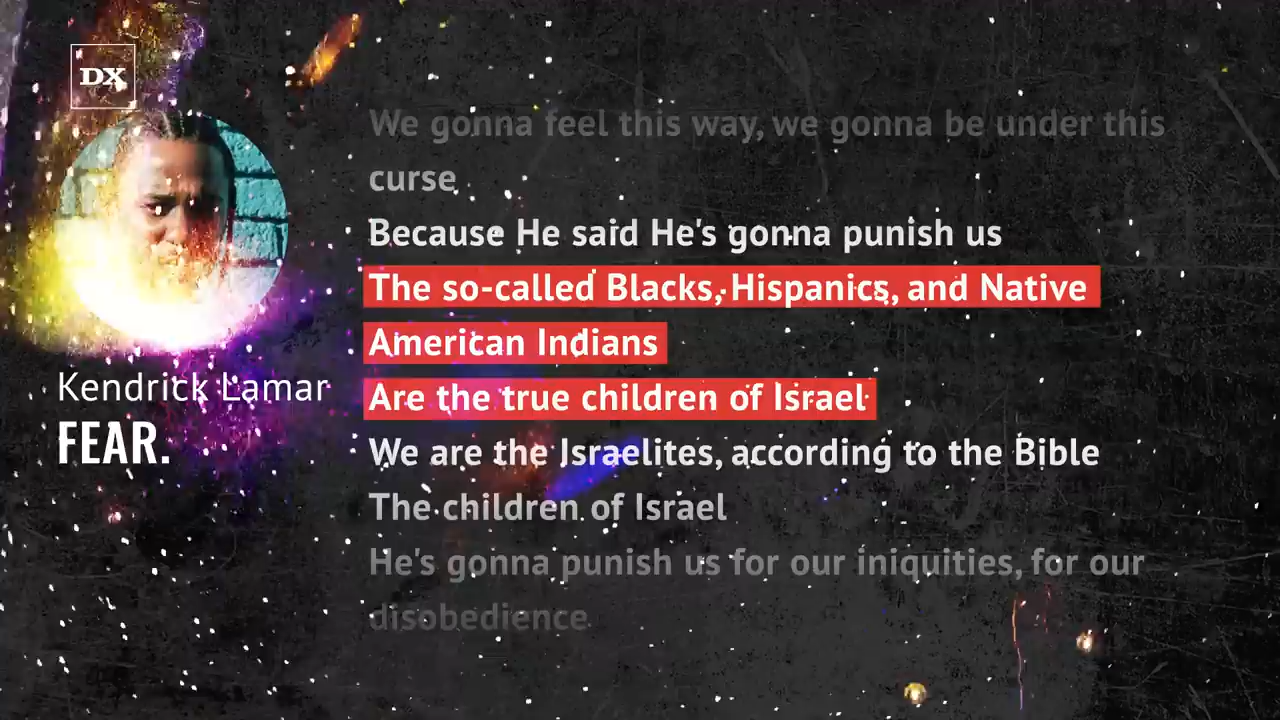 DX
Kendrick Lamar
FEAR.
We gonna feel this way, we gonna be under this
curse
Because He said He's gonna punish us
The so-called Blacks, Hispanics, and Native
American Indians
Are the true children of Israel
We are the Israelites, according to the Bible
The children of Israel
He's gonna punish us for our iniquities, for our
disobedience